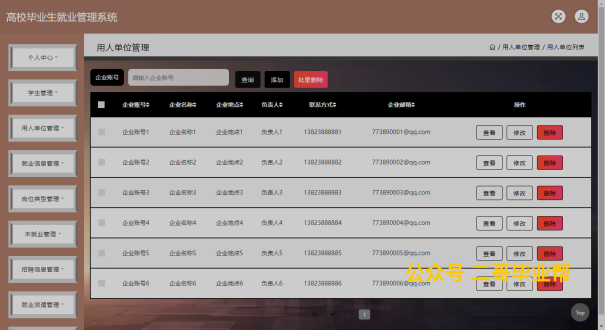 高校毕业生就业管理系统
个人中心
学生管理
用人单位管理
就业信息管理
岗位类型管理
未就业管理
招聘信息管理
就业派遣管理
用人单位管理
/ 用人单位管理 / 用人单位列表
企业账号 请输入企业账号 查询 添加 批量删除
企业账号 企业名称 企业地点 负责人 联系方式 企业邮箱 操作
企业账号1 企业名称1 企业地点1 负责人1 13823888881 773890001@qq.com 查看 修改 删除
企业账号2 企业名称2 企业地点2 负责人2 13823888882 773890002@qq.com 查看 修改 删除
企业账号3 企业名称3 企业地点3 负责人3 13823888883 773890003@qq.com 查看 修改 删除
企业账号4 企业名称4 企业地点4 负责人4 13823888884 773890004@qq.com 查看 修改 删除
企业账号5 企业名称5 企业地点5 负责人5 13823888885 773890005@qq.com 查看 修改 删除
企业账号6 企业名称6 企业地点6 负责人6 13823888886 773890006@qq.com 查看 修改 删除
公众号 二哥毕业帮
1
Top